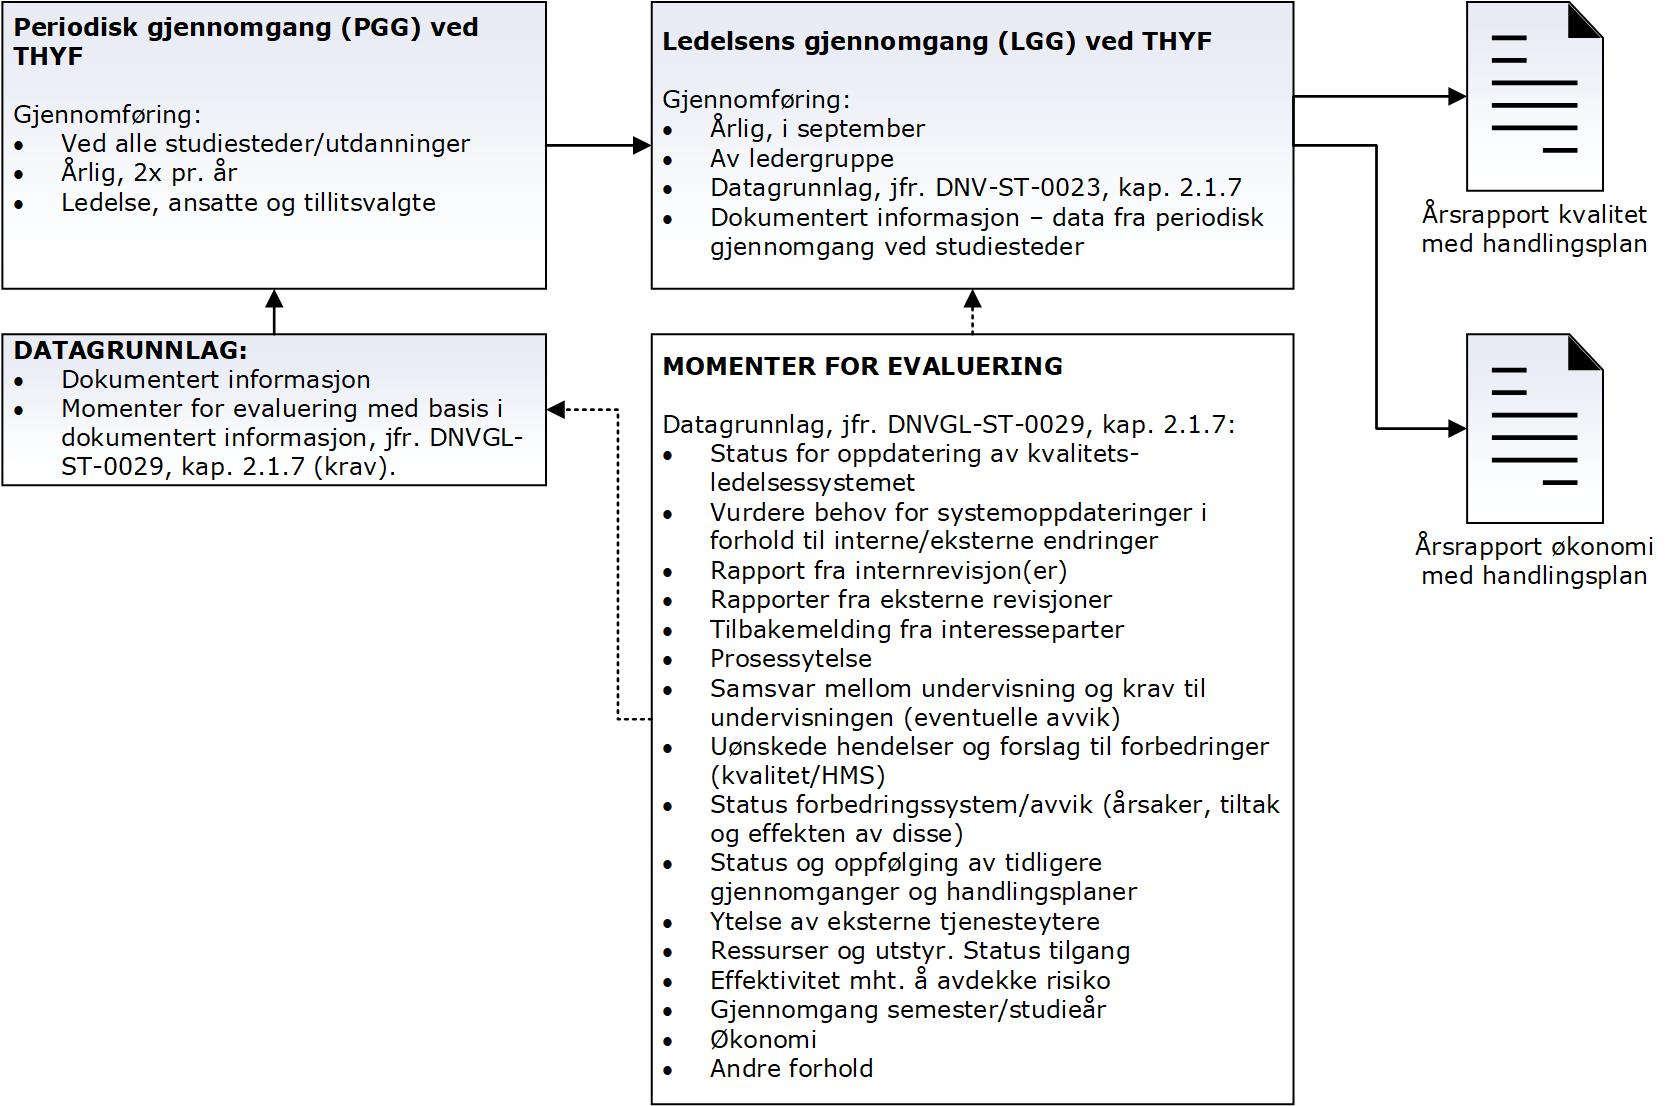 Periodisk gjennomgang (PGG) ved
THYF
Gjennomføring:
• Ved alle studiesteder/utdanninger
• Årlig, 2x pr. år
• Ledelse, ansatte og tillitsvalgte
Ledelsens gjennomgang (LGG) ved THYF
Gjennomføring:
• Årlig, i september
• Av ledergruppe
• Datagrunnlag, jfr. DNV-ST-0023, kap. 2.1.7
• Dokumentert informasjon – data fra periodisk
gjennomgang ved studiesteder
Årsrapport kvalitet
med handlingsplan
DATAGRUNNLAG:
• Dokumentert informasjon
• Momenter for evaluering med basis i
dokumentert informasjon, jfr. DNVGL-
ST-0029, kap. 2.1.7 (krav).
MOMENTER FOR EVALUERING
Datagrunnlag, jfr. DNVGL-ST-0029, kap. 2.1.7:
• Status for oppdatering av kvalitets-
ledelsessystemet
• Vurdere behov for systemoppdateringer i
forhold til interne/eksterne endringer
• Rapport fra internrevisjon(er)
• Rapporter fra eksterne revisjoner
• Tilbakemelding fra interesseparter
• Prosessytelse
• Samsvar mellom undervisning og krav til
undervisningen (eventuelle avvik)
• Uønskede hendelser og forslag til forbedringer
(kvalitet/HMS)
• Status forbedringssystem/avvik (årsaker, tiltak
og effekten av disse)
• Status og oppfølging av tidligere
gjennomganger og handlingsplaner
• Ytelse av eksterne tjenesteytere
• Ressurser og utstyr. Status tilgang
• Effektivitet mht. å avdekke risiko
• Gjennomgang semester/studieår
• Økonomi
• Andre forhold
Årsrapport økonomi
med handlingsplan